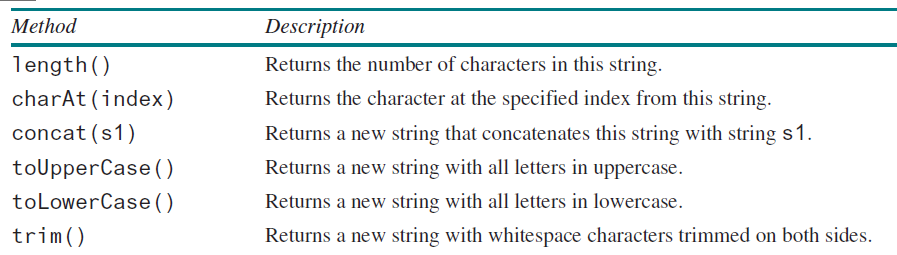 Method Description
length() Returns the number of characters in this string.
charAt(index) Returns the character at the specified index from this string.
concat(s1) Returns a new string that concatenates this string with string s1.
toUpperCase() Returns a new string with all letters in uppercase.
toLowerCase() Returns a new string with all letters in lowercase.
trim() Returns a new string with whitespace characters trimmed on both sides.